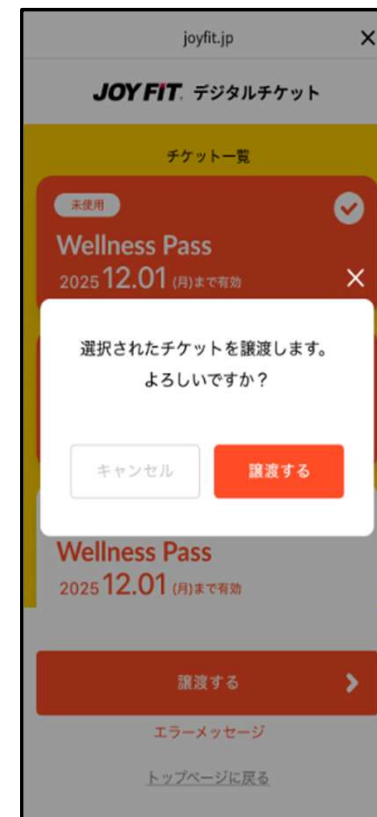 joyfit.jp
JOYFIT. デジタルチケット
チケット一覧
未使用
Wellness Pass
2025 12.01 (月)まで有効
選択されたチケットを譲渡します。
よろしいですか？
キャンセル
譲渡する
Wellness Pass
2025 12.01 (月)まで有効
譲渡する
エラーメッセージ
トップページに戻る